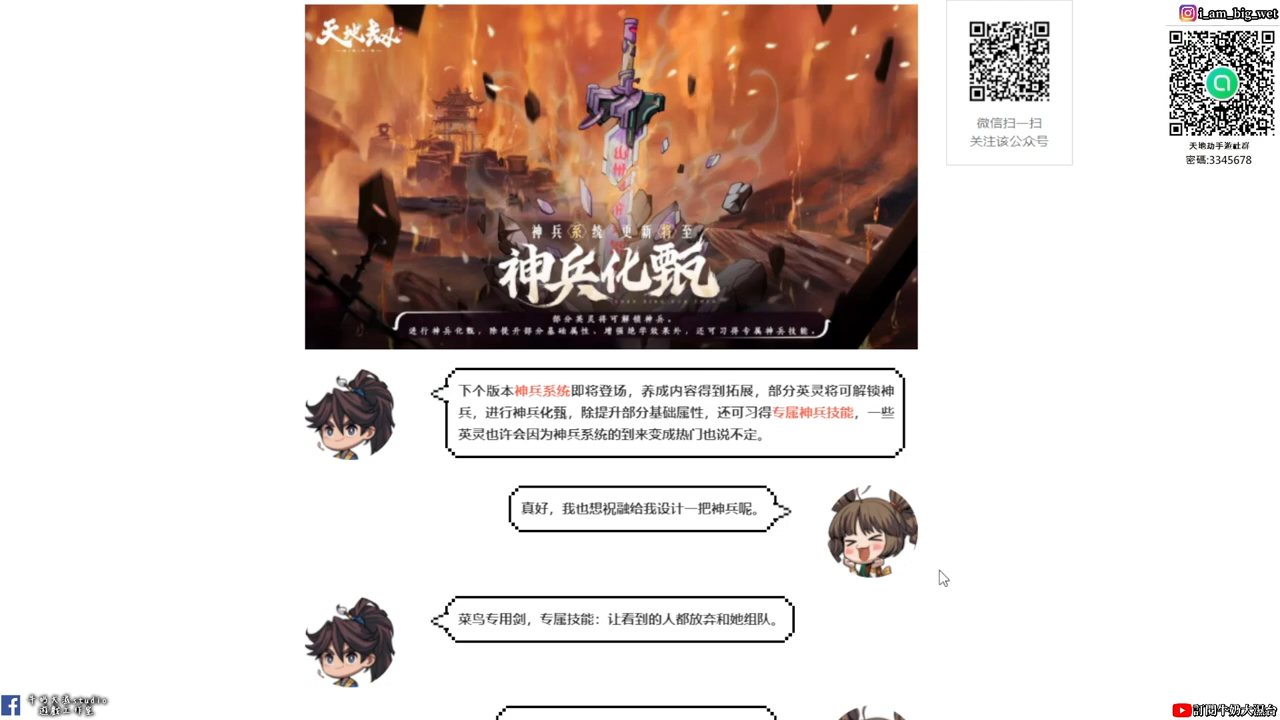 天地劫
神兵系统 更新将至
神兵化甄
部分英灵将可解锁神兵。
进行神兵化甄,除提升部分基础属性、增强绝学效果外,还可习得专属神兵技能。
微信扫一扫
关注该公众号
i_am_big_wet
天地劫手游社群
密碼:3345678
下个版本神兵系统即将登场,养成内容得到拓展,部分英灵将可解锁神
兵,进行神兵化甄,除提升部分基础属性,还可习得专属神兵技能,一些
英灵也许会因为神兵系统的到来变成热门也说不定。
真好,我也想祝融给我设计一把神兵呢。
菜鸟专用剑,专属技能:让看到的人都放弃和她组队。
studio
遊戲工作室
訂閱牛奶大混合